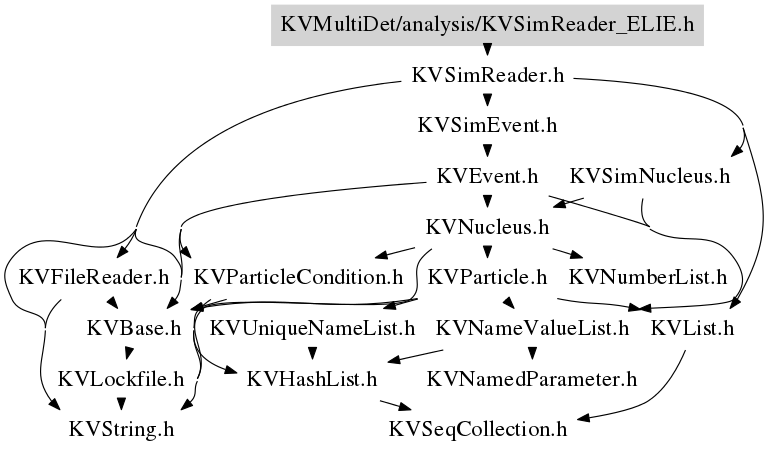 KVMultiDet/analysis/KVSimReader_ELIE.h
KVSimReader.h
KVSimEvent.h
KVEvent.h
KVSimNucleus.h
KVNucleus.h
KVFileReader.h
KVParticleCondition.h
KVParticle.h
KVNumberList.h
KVBase.h
KVUniqueNameList.h
KVNameValueList.h
KVList.h
KVLockfile.h
KVHashList.h
KVNamedParameter.h
KVString.h
KVSeqCollection.h